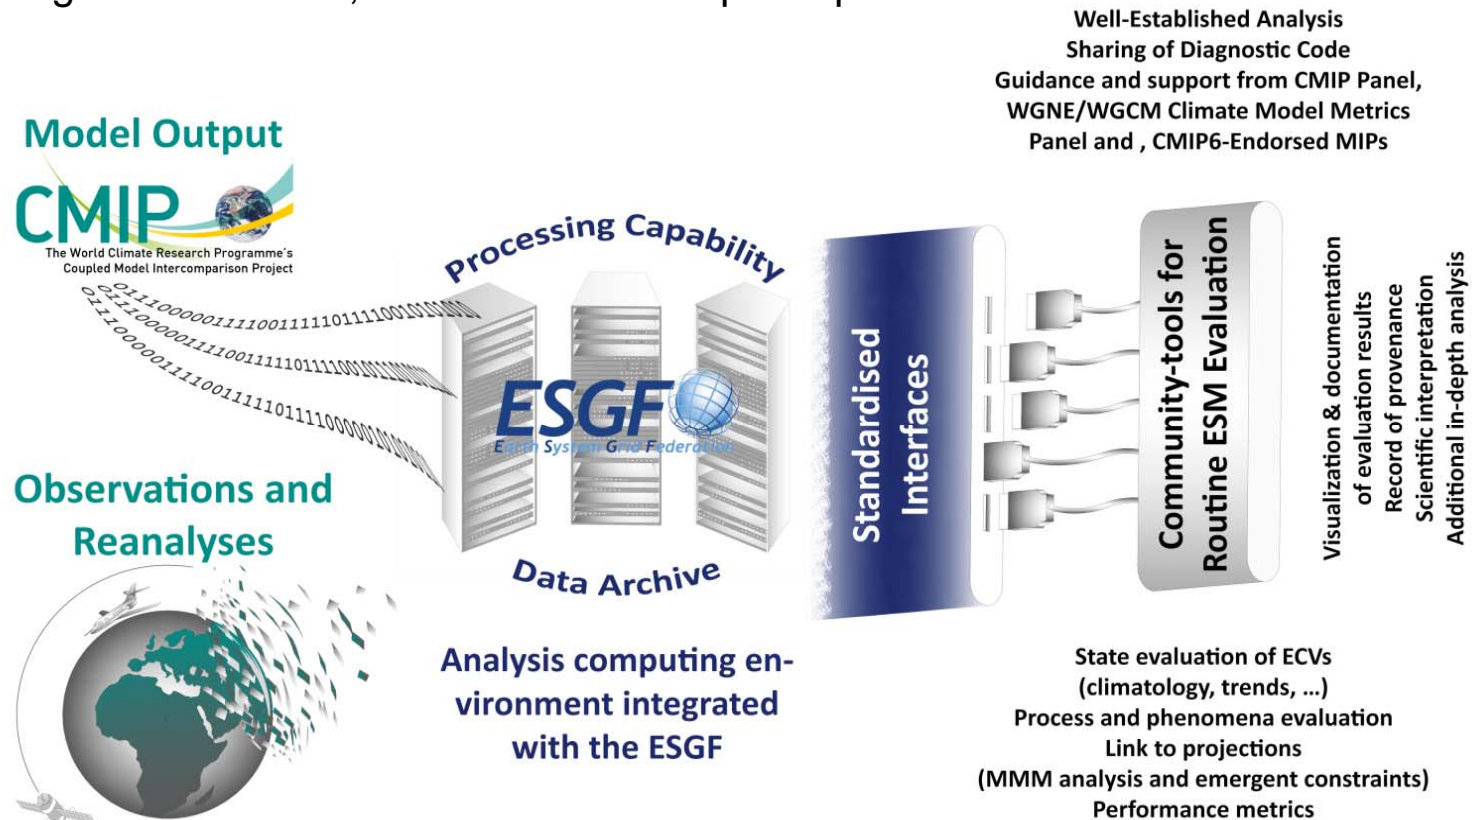 Well-Established Analysis
Sharing of Diagnostic Code
Guidance and support from CMIP Panel,
WGNE/WGCM Climate Model Metrics
Panel and , CMIP6-Endorsed MIPs
Model Output
CMIP
The World Climate Research Programme's
Coupled Model Intercomparison Project
Processing Capability
ESGF
Earth System Grid Federation
Data Archive
Observations and
Reanalyses
Analysis computing en-
vironment integrated
with the ESGF
Standardised
Interfaces
Community-tools for
Routine ESM Evaluation
Visualization & documentation
of evaluation results
Record of provenance
Scientific interpretation
Additional in-depth analysis
State evaluation of ECVs
(climatology, trends, ...)
Process and phenomena evaluation
Link to projections
(MMM analysis and emergent constraints)
Performance metrics